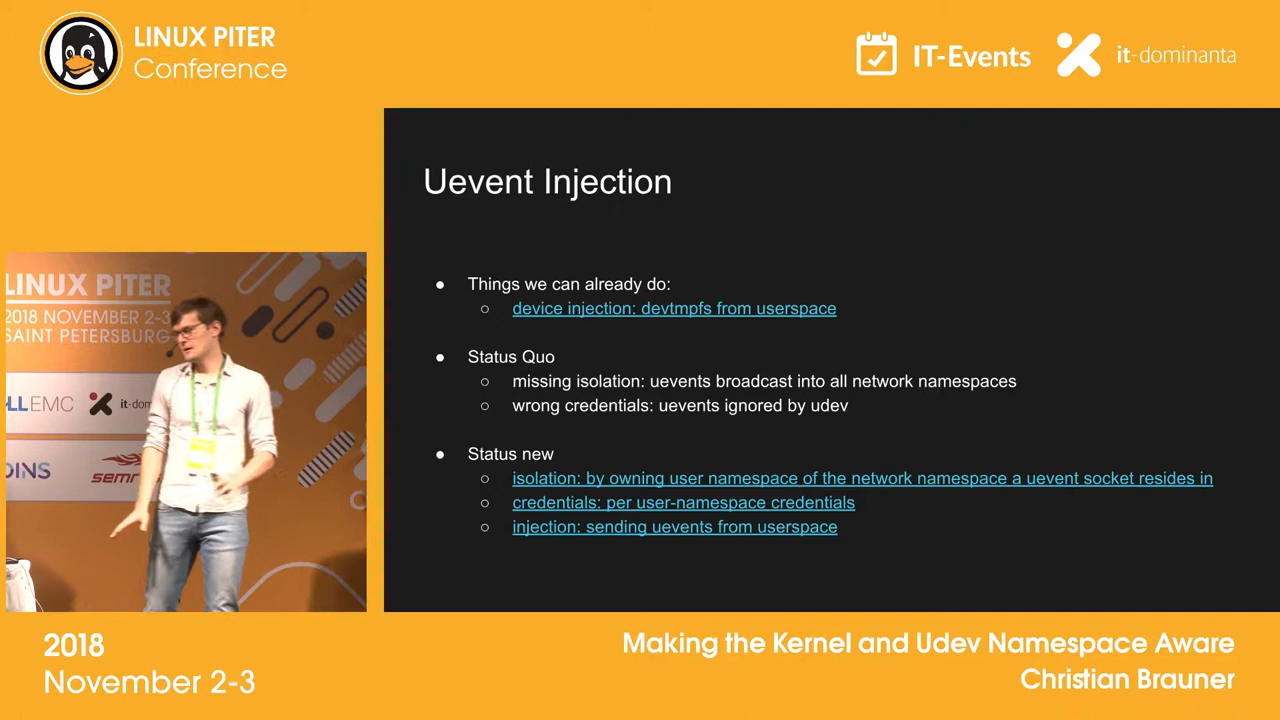 LINUX PITER
Conference
IT-Events
it-dominanta
Uevent Injection
● Things we can already do:
○ device injection: devtmpfs from userspace
● Status Quo
○ missing isolation: uevents broadcast into all network namespaces
○ wrong credentials: uevents ignored by udev
● Status new
○ isolation: by owning user namespace of the network namespace a uevent socket resides in
○ credentials: per user-namespace credentials
○ injection: sending uevents from userspace
LINUX PITER
2018 NOVEMBER 2-3
SAINT PETERSBURG
LLEMC
it-dom
OINS
semr
2018
November 2-3
Making the Kernel and Udev Namespace Aware
Christian Brauner